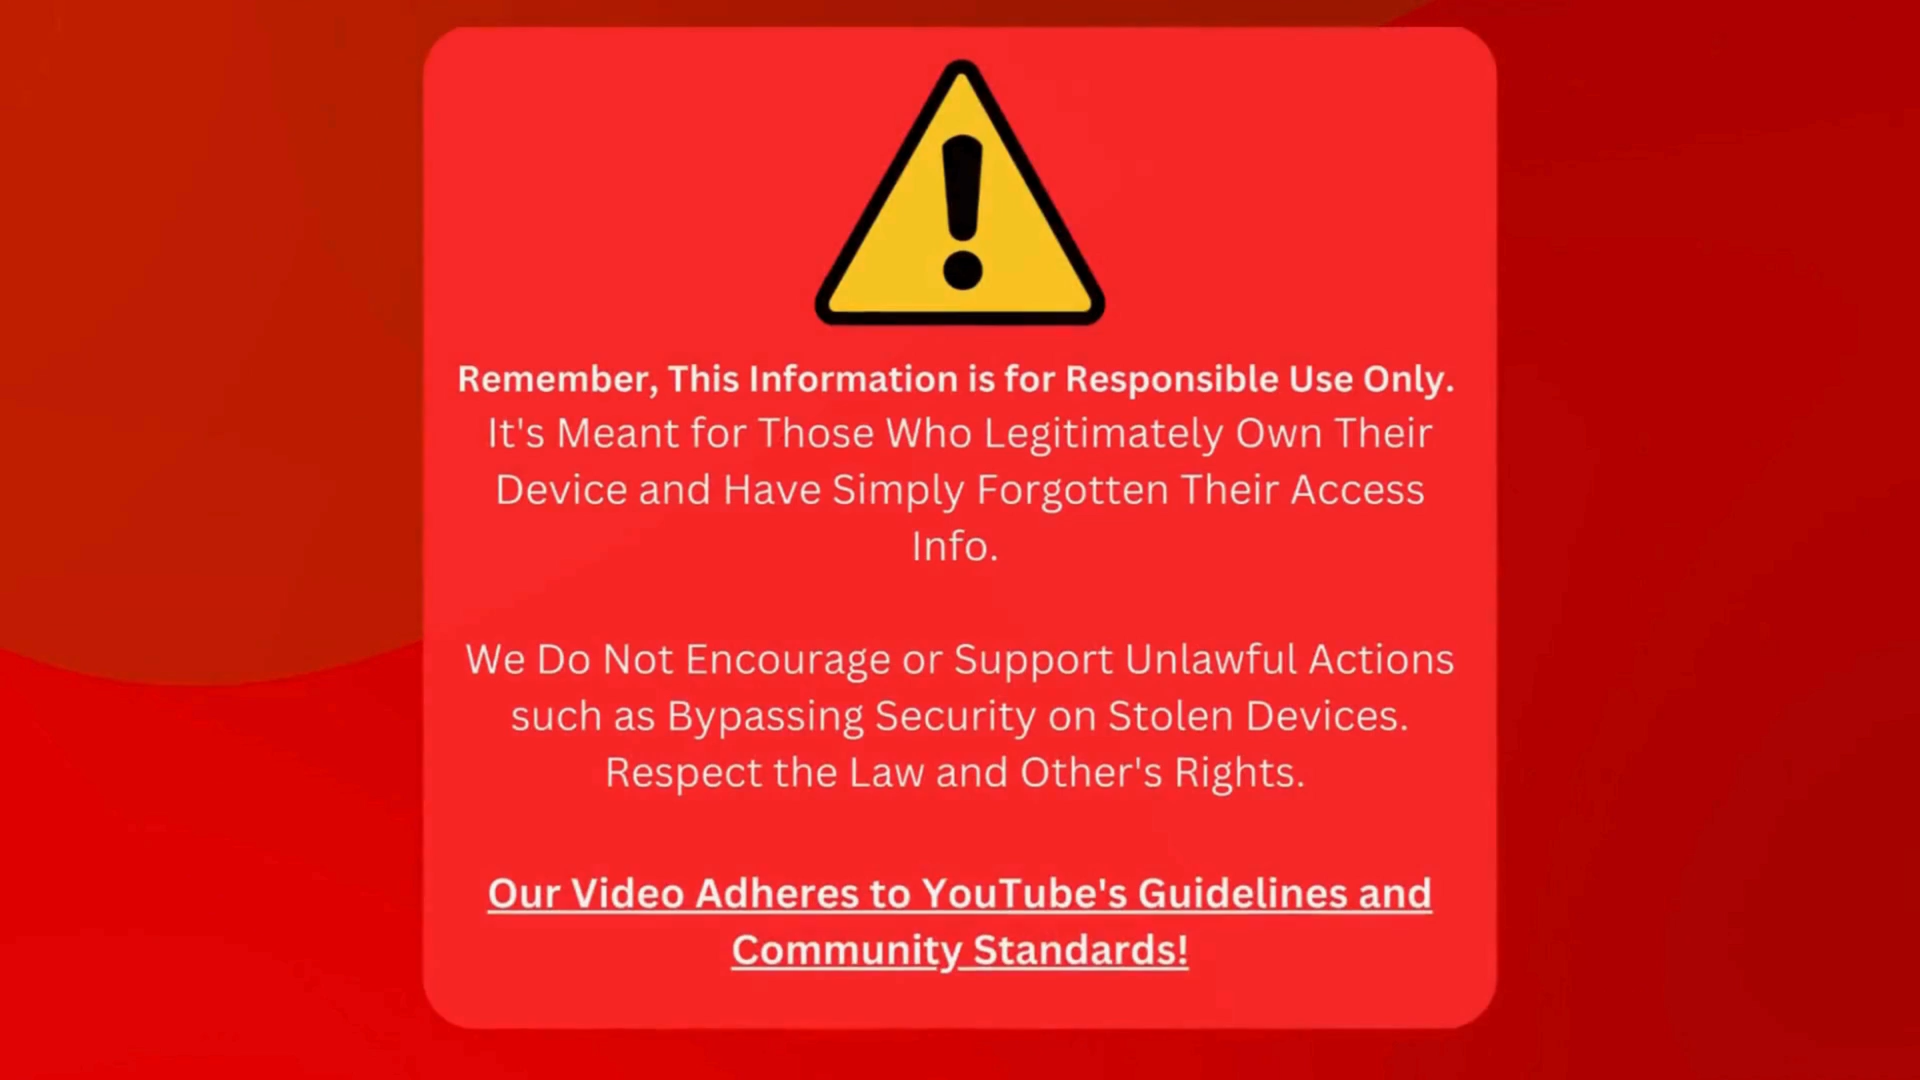 Remember, This Information is for Responsible Use Only.
It's Meant for Those Who Legitimately Own Their
Device and Have Simply Forgotten Their Access
Info.
We Do Not Encourage or Support Unlawful Actions
such as Bypassing Security on Stolen Devices.
Respect the Law and Other's Rights.
Our Video Adheres to YouTube's Guidelines and
Community Standards!